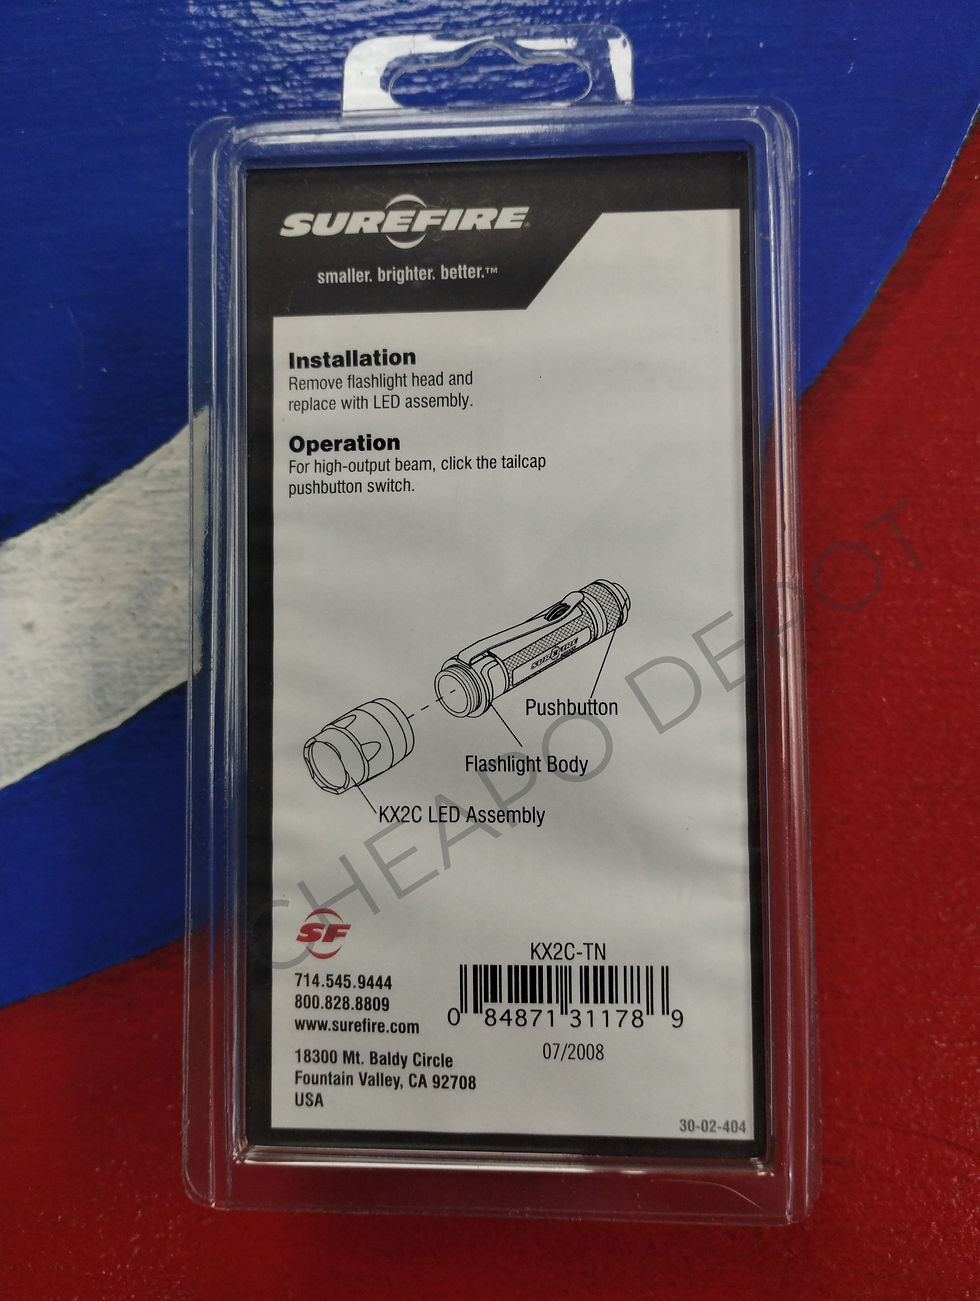 SUREFIRE
smaller. brighter. better.™
Installation
Remove flashlight head and
replace with LED assembly.
Operation
For high-output beam, click the tailcap
pushbutton switch.
SUREFIRE
Pushbutton
Flashlight Body
KX2C LED Assembly
CHEAPO DEPOT
SF
714.545.9444
800.828.8809
www.surefire.com
18300 Mt. Baldy Circle
Fountain Valley, CA 92708
USA
KX2C-TN
0 84871 31178 9
07/2008
30-02-404